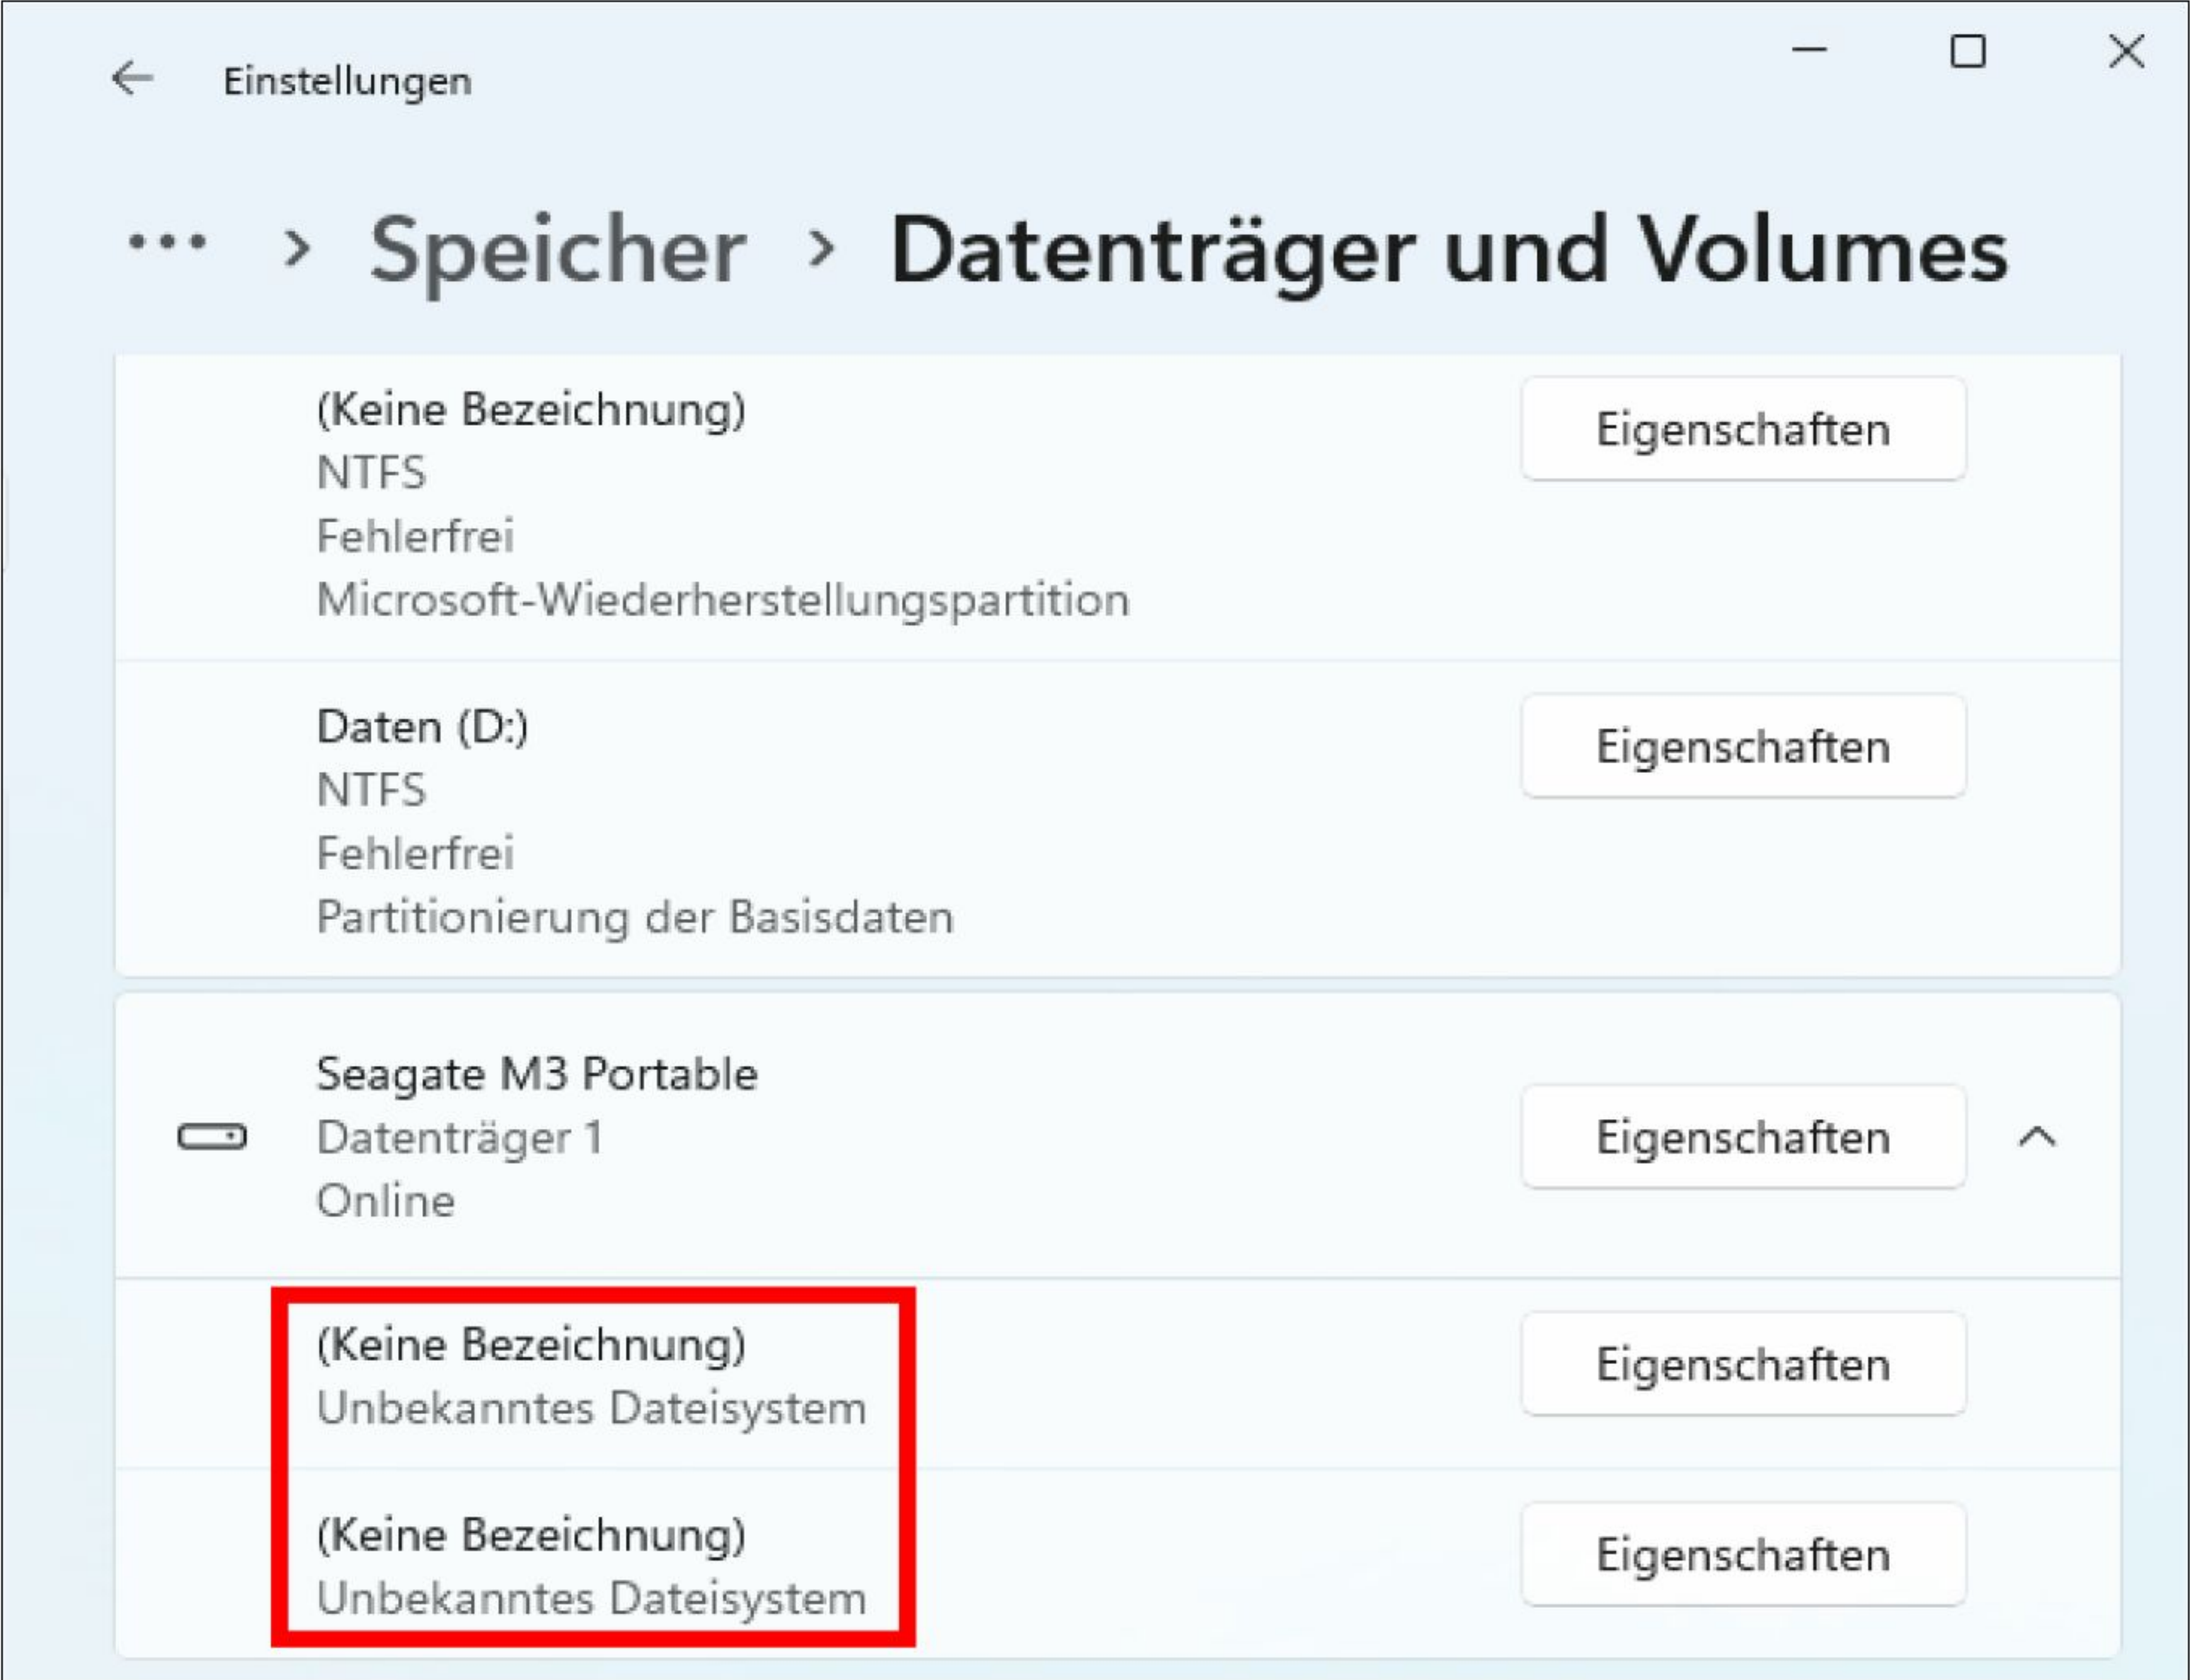 Einstellungen
... > Speicher > Datenträger und Volumes
(Keine Bezeichnung)
Eigenschaften
NTFS
Fehlerfrei
Microsoft-Wiederherstellungspartition
Daten (D:)
Eigenschaften
NTFS
Fehlerfrei
Partitionierung der Basisdaten
Seagate M3 Portable
Datenträger 1
Eigenschaften
Online
(Keine Bezeichnung)
Eigenschaften
Unbekanntes Dateisystem
(Keine Bezeichnung)
Eigenschaften
Unbekanntes Dateisystem